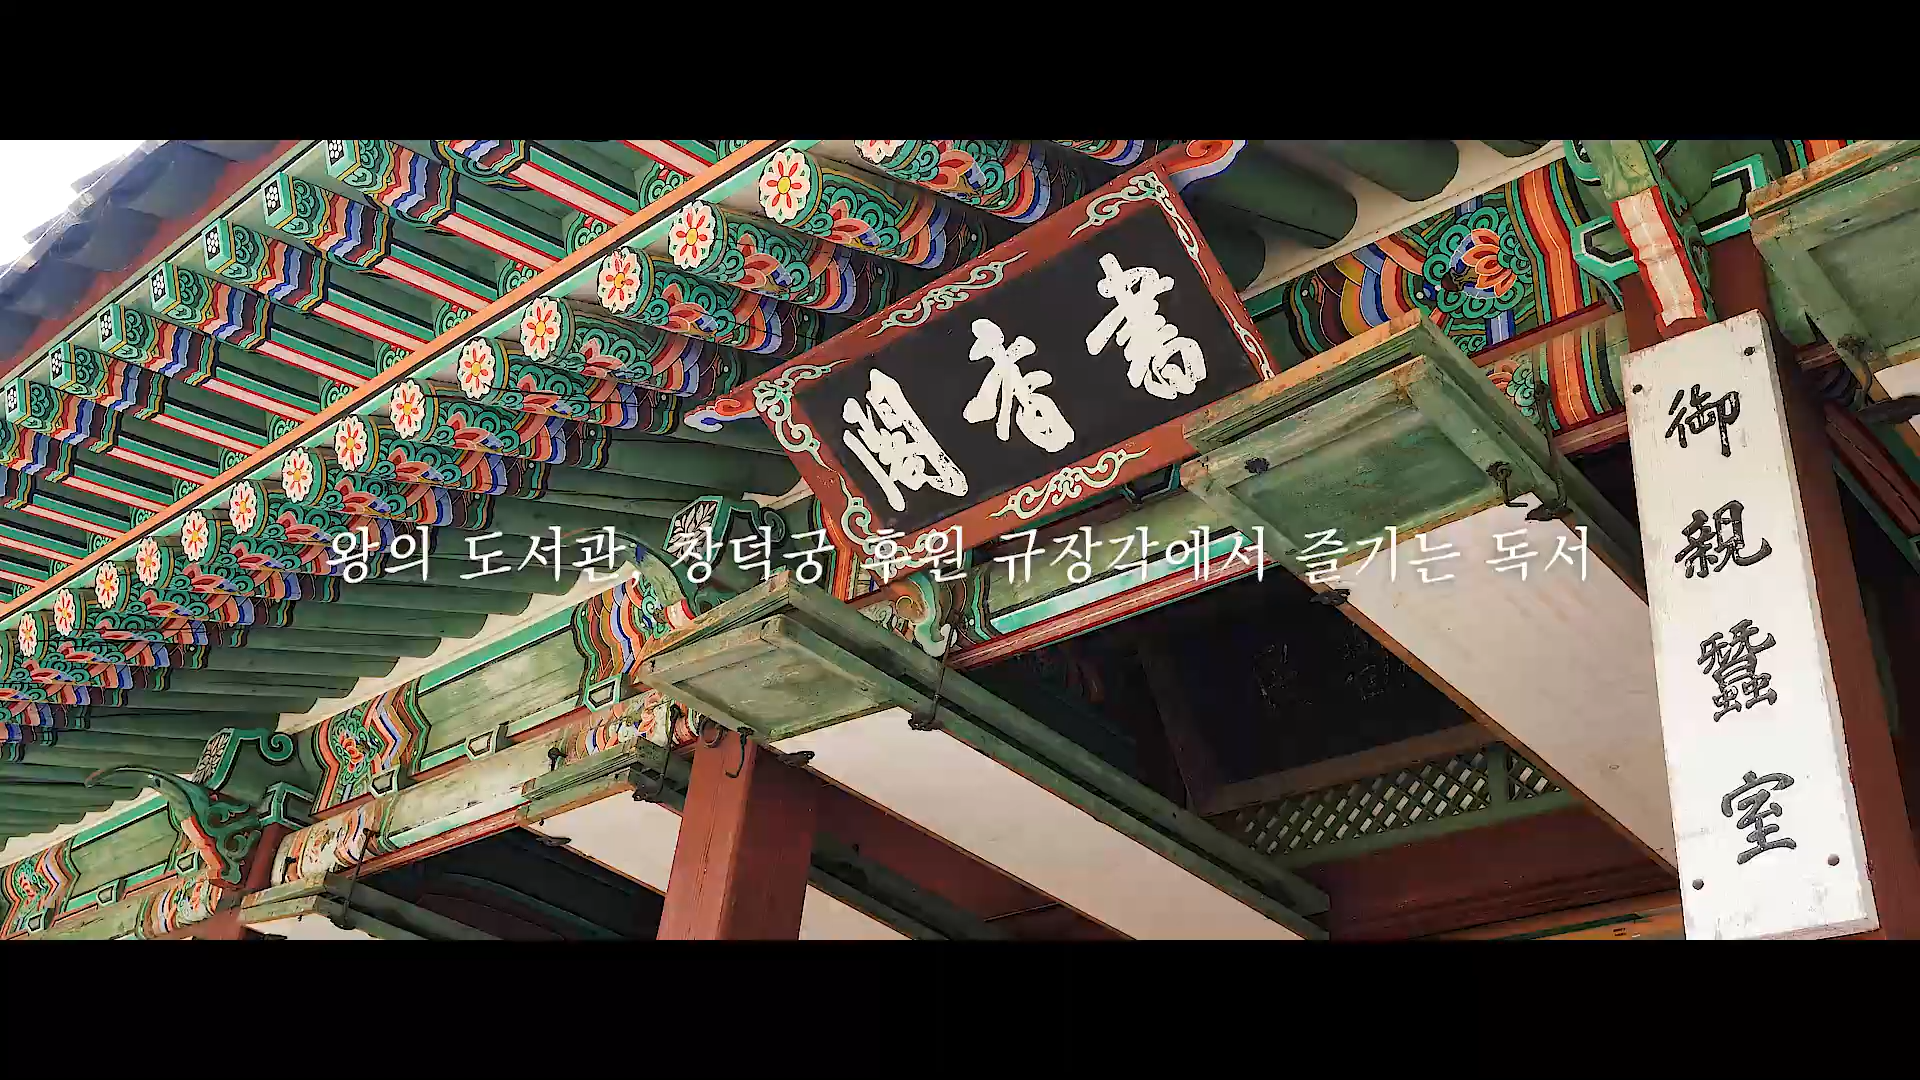 閣香書
왕의 도서관, 창덕궁 후원 규장각에서 즐기는 독서
御親蠶室